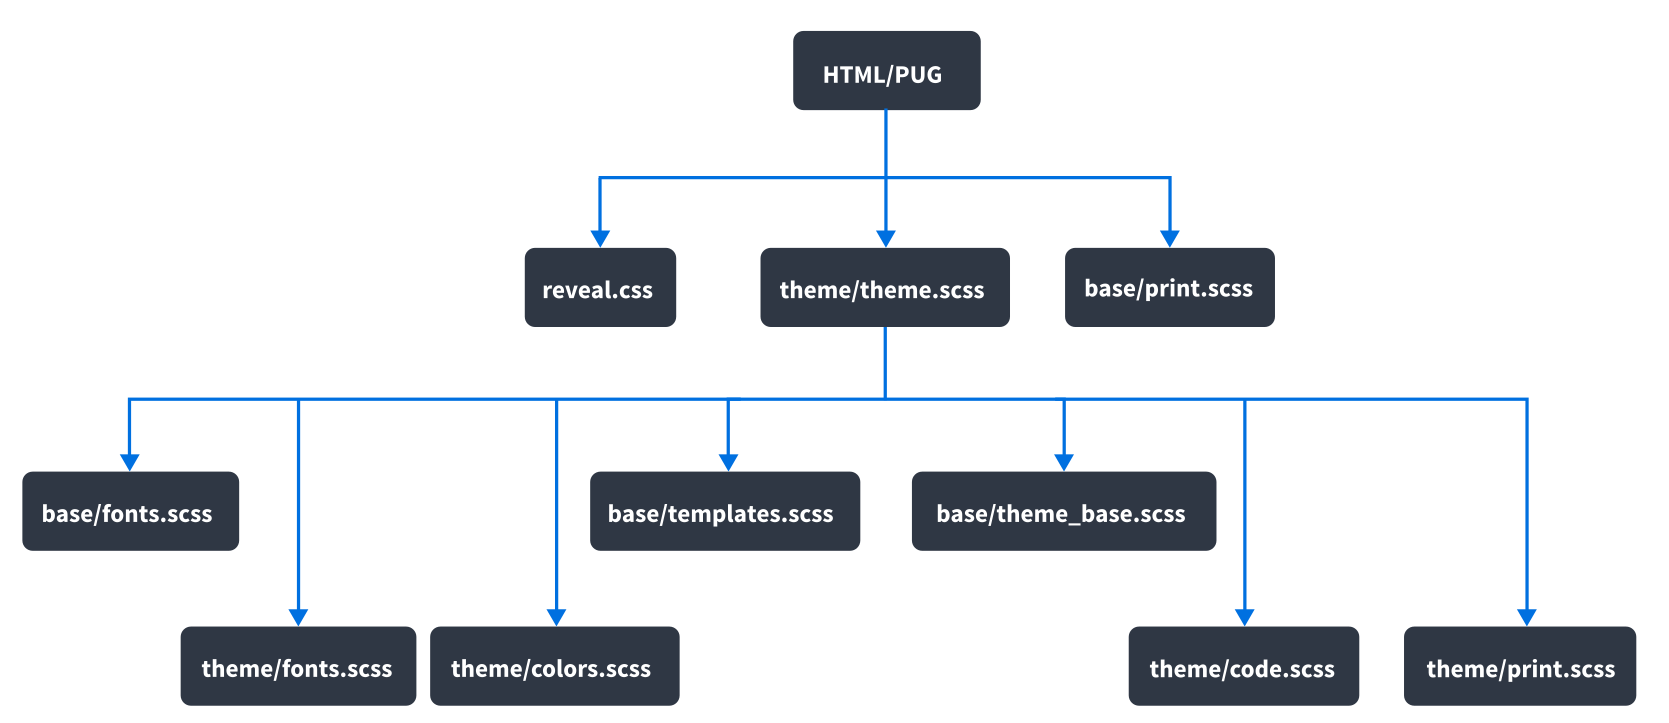 HTML/PUG
reveal.css
theme/theme.scss
base/print.scss
base/fonts.scss
base/templates.scss
base/theme_base.scss
theme/fonts.scss
theme/colors.scss
theme/code.scss
theme/print.scss